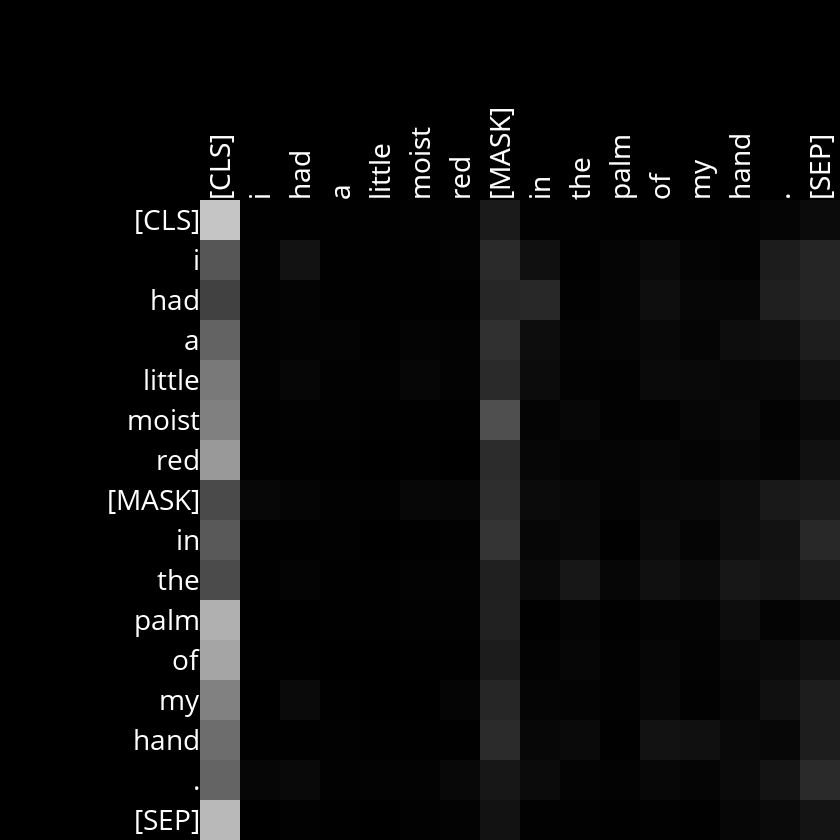 [CLS] i had a little moist red [MASK] in the palm of my hand . [SEP]
[CLS]
i
had
a
little
moist
red
[MASK]
in
the
palm
of
my
hand
.
[SEP]